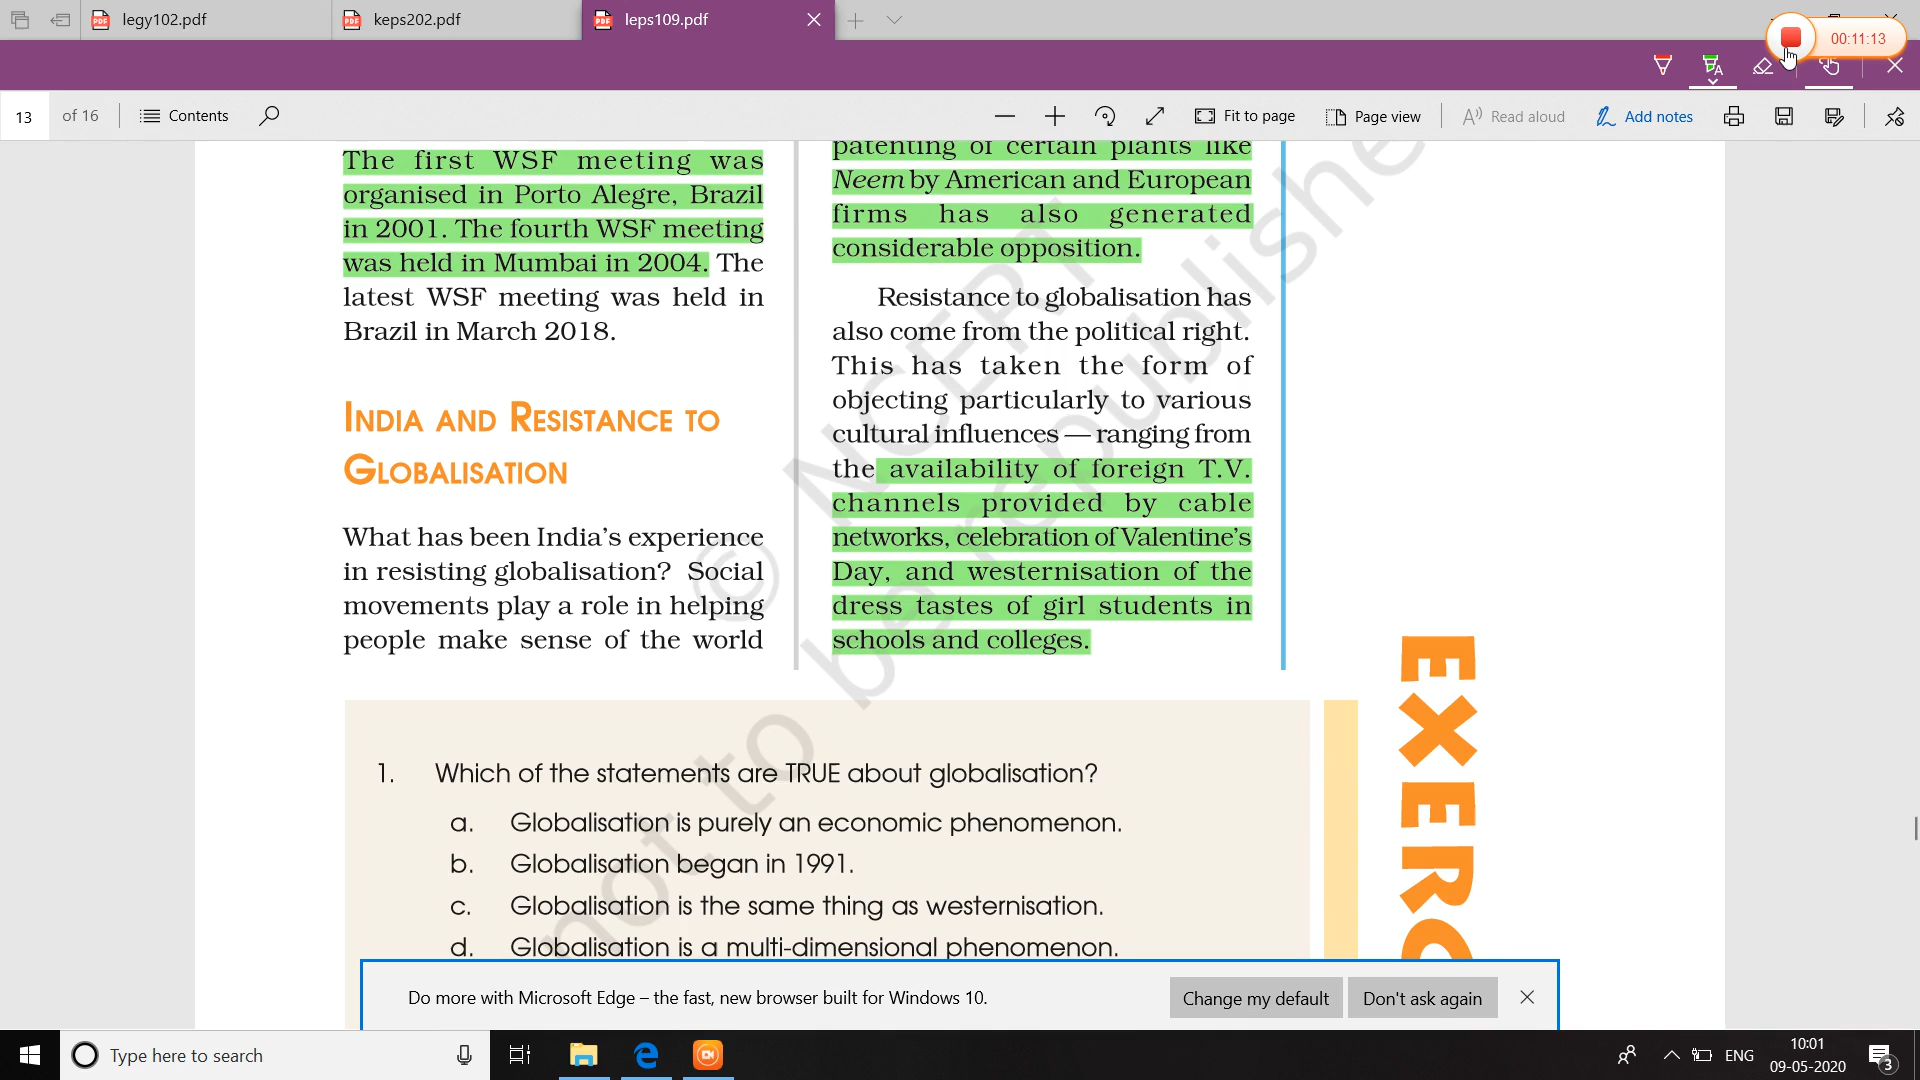 legy102.pdf
keps202.pdf
leps109.pdf
00:11:13
13 of 16
Contents
Fit to page
Page view
Read aloud
Add notes
The first WSF meeting was
organised in Porto Alegre, Brazil
in 2001. The fourth WSF meeting
was held in Mumbai in 2004. The
latest WSF meeting was held in
Brazil in March 2018.
INDIA AND RESISTANCE TO
GLOBALISATION
What has been India’s experience
in resisting globalisation? Social
movements play a role in helping
people make sense of the world
patenting of certain plants like
Neem by American and European
firms has also generated
considerable opposition.
Resistance to globalisation has
also come from the political right.
This has taken the form of
objecting particularly to various
cultural influences — ranging from
the availability of foreign T.V.
channels provided by cable
networks, celebration of Valentine’s
Day, and westernisation of the
dress tastes of girl students in
schools and colleges.
© NCERT
not to be republishe
EXERC
1. Which of the statements are TRUE about globalisation?
a. Globalisation is purely an economic phenomenon.
b. Globalisation began in 1991.
c. Globalisation is the same thing as westernisation.
d. Globalisation is a multi-dimensional phenomenon.
Do more with Microsoft Edge – the fast, new browser built for Windows 10.
Change my default
Don't ask again
Type here to search
ENG
10:01
09-05-2020
3